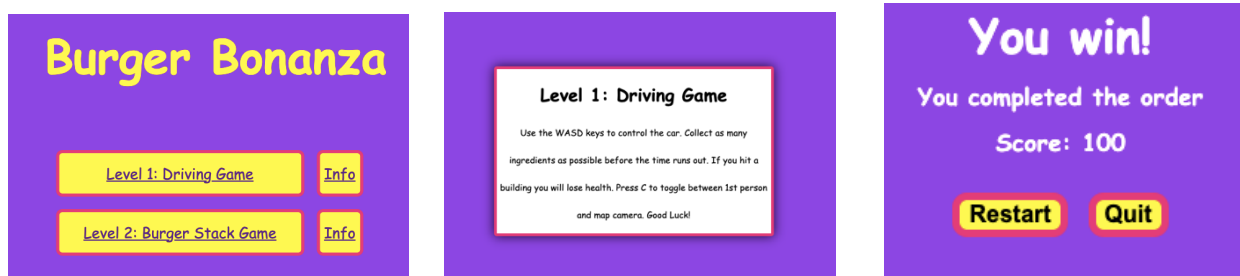 Burger Bonanza
Level 1: Driving Game
Info
Level 2: Burger Stack Game
Info
Level 1: Driving Game
Use the WASD keys to control the car. Collect as many
ingredients as possible before the time runs out. If you hit a
building you will lose health. Press C to toggle between 1st person
and map camera. Good Luck!
You win!
You completed the order
Score: 100
Restart
Quit